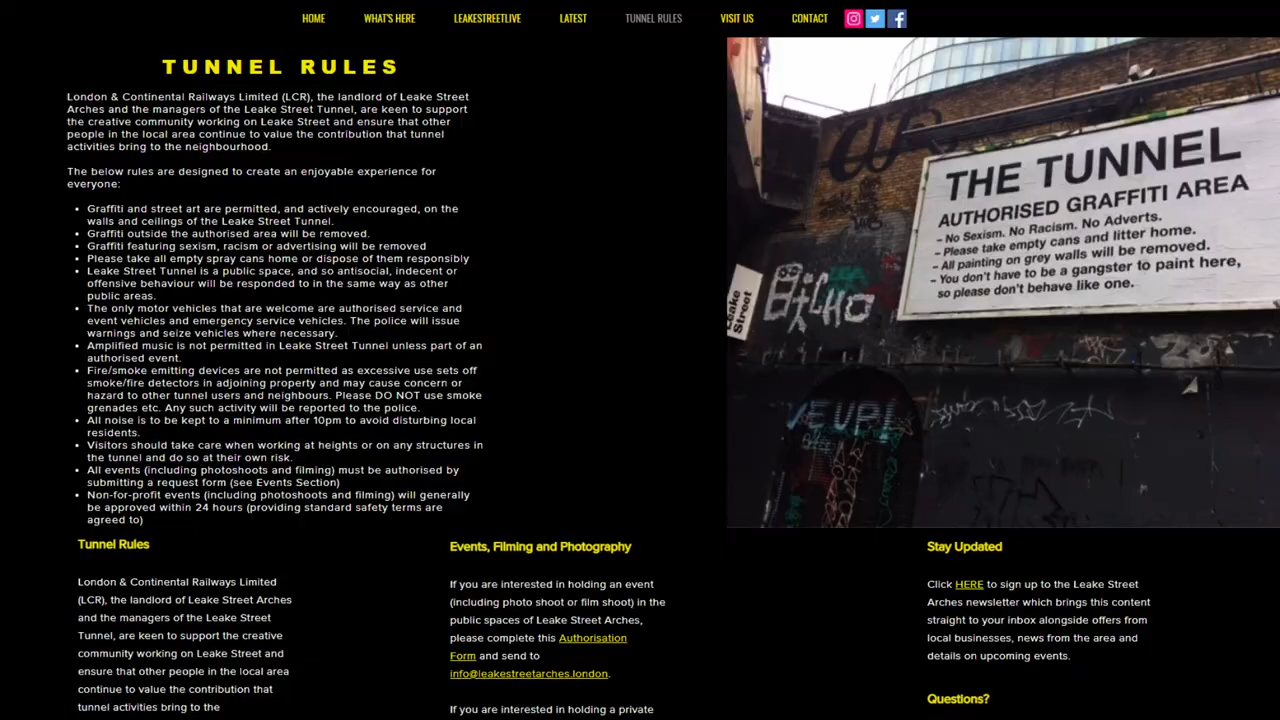 HOME
WHAT'S HERE
LEAKESTREETLIVE
LATEST
TUNNEL RULES
VISIT US
CONTACT
TUNNEL RULES
London & Continental Railways Limited (LCR), the landlord of Leake Street
Arches and the managers of the Leake Street Tunnel, are keen to support
the creative community working on Leake Street and ensure that other
people in the local area continue to value the contribution that tunnel
activities bring to the neighbourhood.
The below rules are designed to create an enjoyable experience for
everyone:
• Graffiti and street art are permitted, and actively encouraged, on the
walls and ceilings of the Leake Street Tunnel.
• Graffiti outside the authorised area will be removed.
• Graffiti featuring sexism, racism or advertising will be removed
• Please take all empty spray cans home or dispose of them responsibly
• Leake Street Tunnel is a public space, and so antisocial, indecent or
offensive behaviour will be responded to in the same way as other
public areas.
• The only motor vehicles that are welcome are authorised service and
event vehicles and emergency service vehicles. The police will issue
warnings and seize vehicles where necessary.
• Amplified music is not permitted in Leake Street Tunnel unless part of an
authorised event.
• Fire/smoke emitting devices are not permitted as excessive use sets off
smoke/fire detectors in adjoining property and may cause concern or
hazard to other tunnel users and neighbours. Please DO NOT use smoke
grenades etc. Any such activity will be reported to the police.
• All noise is to be kept to a minimum after 10pm to avoid disturbing local
residents.
• Visitors should take care when working at heights or on any structures in
the tunnel and do so at their own risk.
• All events (including photoshoots and filming) must be authorised by
submitting a request form (see Events Section)
• Non-for-profit events (including photoshoots and filming) will generally
be approved within 24 hours (providing standard safety terms are
agreed to)
THE TUNNEL
AUTHORISED GRAFFITI AREA
- No Sexism. No Racism. No Adverts.
- Please take empty cans and litter home.
- All painting on grey walls will be removed.
- You don't have to be a gangster to paint here,
so please don't behave like one.
Leake
Street
Tunnel Rules
London & Continental Railways Limited
(LCR), the landlord of Leake Street Arches
and the managers of the Leake Street
Tunnel, are keen to support the creative
community working on Leake Street and
ensure that other people in the local area
continue to value the contribution that
tunnel activities bring to the
Events, Filming and Photography
If you are interested in holding an event
(including photo shoot or film shoot) in the
public spaces of Leake Street Arches,
please complete this Authorisation
Form and send to
info@leakestreetarches.london.
If you are interested in holding a private
Stay Updated
Click HERE to sign up to the Leake Street
Arches newsletter which brings this content
straight to your inbox alongside offers from
local businesses, news from the area and
details on upcoming events.
Questions?